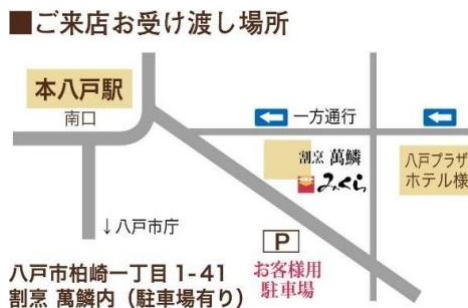 ■ご来店お受け渡し場所
本八戸駅
南口
一方通行
割烹 萬鱗
みくら
八戸プラザ
ホテル様
↓八戸市庁
P
お客様用
駐車場
八戸市柏崎一丁目 1-41
割烹 萬鱗内（駐車場有り）